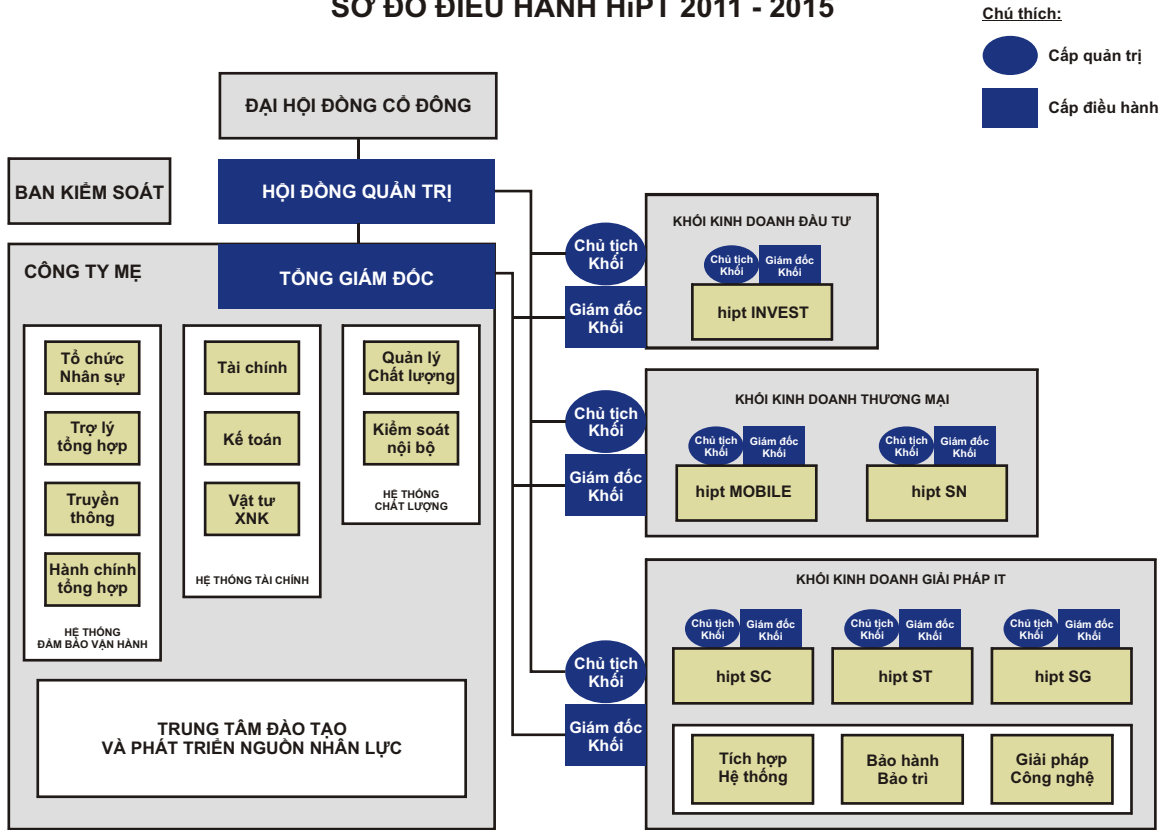 SƠ ĐỒ ĐIỀU HÀNH HiPT 2011 - 2015
Chú thích:
Cấp quản trị
Cấp điều hành
ĐẠI HỘI ĐỒNG CỔ ĐÔNG
BAN KIỂM SOÁT
HỘI ĐỒNG QUẢN TRỊ
CÔNG TY MẸ
TỔNG GIÁM ĐỐC
Tổ chức
Nhân sự
Trợ lý
tổng hợp
Truyền
thông
Hành chính
tổng hợp
HỆ THỐNG
ĐẢM BẢO VẬN HÀNH
Tài chính
Kế toán
Vật tư
XNK
HỆ THỐNG TÀI CHÍNH
Quản lý
Chất lượng
Kiểm soát
nội bộ
HỆ THỐNG
CHẤT LƯỢNG
TRUNG TÂM ĐÀO TẠO
VÀ PHÁT TRIỂN NGUỒN NHÂN LỰC
Chủ tịch
Khối
Giám đốc
Khối
KHỐI KINH DOANH ĐẦU TƯ
Chủ tịch
Khối
Giám đốc
Khối
hipt INVEST
Chủ tịch
Khối
Giám đốc
Khối
KHỐI KINH DOANH THƯƠNG MẠI
Chủ tịch
Khối
Giám đốc
Khối
hipt MOBILE
Chủ tịch
Khối
Giám đốc
Khối
hipt SN
Chủ tịch
Khối
Giám đốc
Khối
KHỐI KINH DOANH GIẢI PHÁP IT
Chủ tịch
Khối
Giám đốc
Khối
hipt SC
Chủ tịch
Khối
Giám đốc
Khối
hipt ST
Chủ tịch
Khối
Giám đốc
Khối
hipt SG
Tích hợp
Hệ thống
Bảo hành
Bảo trì
Giải pháp
Công nghệ